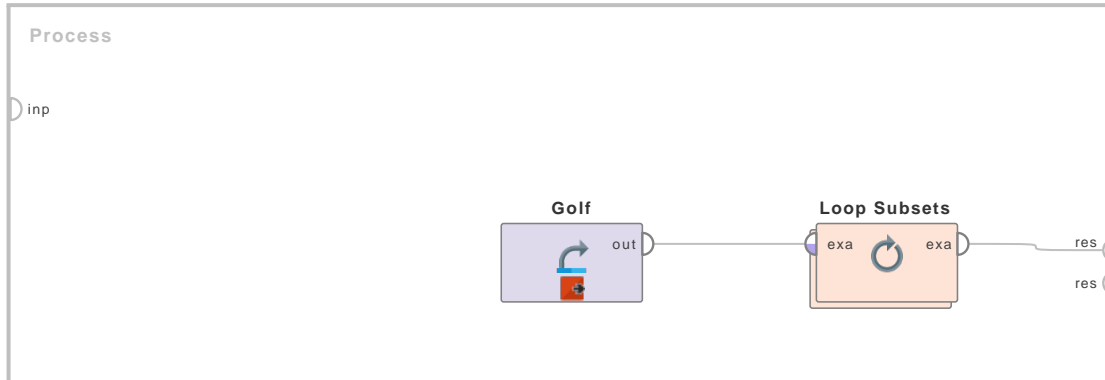 Process
inp
Golf
Loop Subsets
out
exa
exa
res
res